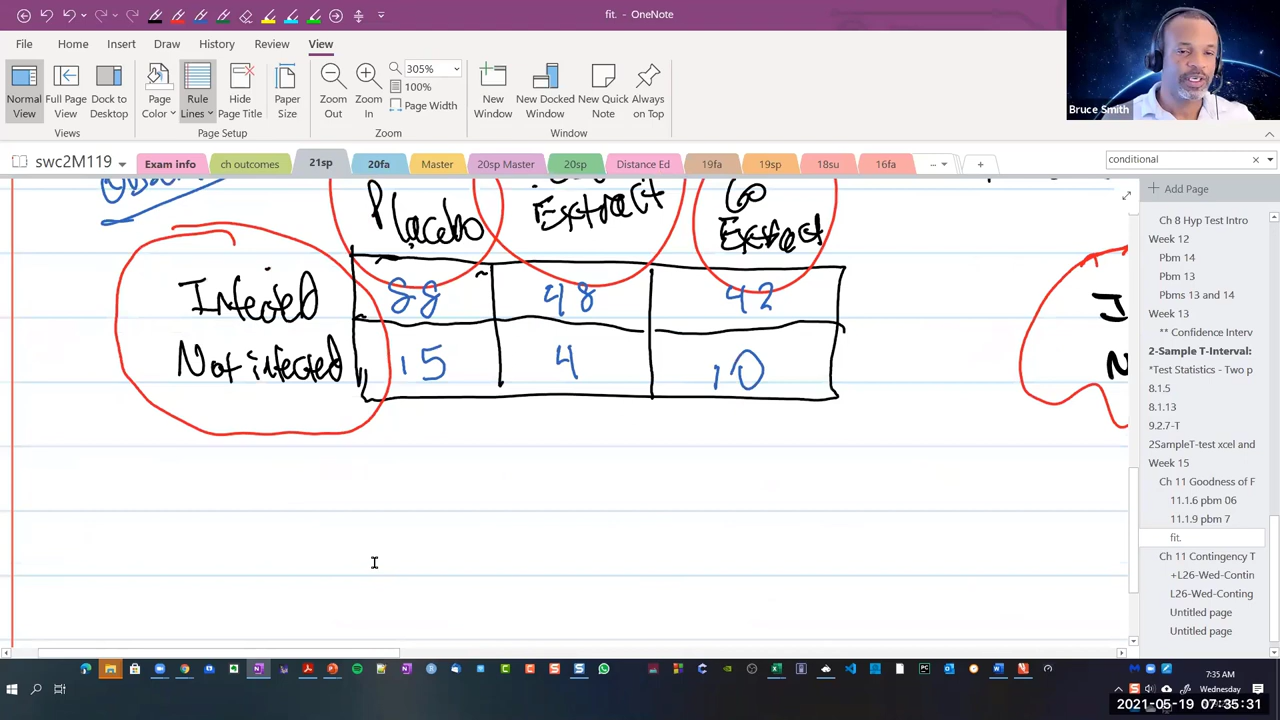 fit. - OneNote
File Home Insert Draw History Review View
Normal View
Full Page View
Dock to Desktop
Page Color
Rule Lines
Hide Page Title
Paper Size
Zoom Out
Zoom In
305%
100%
Page Width
New Window
New Docked Window
New Quick Note
Always on Top
Views
Page Setup
Zoom
Window
Bruce Smith
swc2M119
Exam info
ch outcomes
21sp
20fa
Master
20sp Master
20sp
Distance Ed
19fa
19sp
18su
16fa
conditional
Add Page
Ch 8 Hyp Test Intro
Week 12
Pbm 14
Pbm 13
Pbms 13 and 14
Week 13
** Confidence Interv
2-Sample T-Interval:
*Test Statistics - Two p
8.1.5
8.1.13
9.2.7-T
2SampleT-test xcel and
Week 15
Ch 11 Goodness of F
11.1.6 pbm 06
11.1.9 pbm 7
fit.
Ch 11 Contingency T
+L26-Wed-Contin
L26-Wed-Conting
Untitled page
Untitled page
Placebo
Extract
60
Extract
Infected 88 48 42
Not infected 15 4 10
7:35 AM
Wednesday
2021-05-19 07:35:31